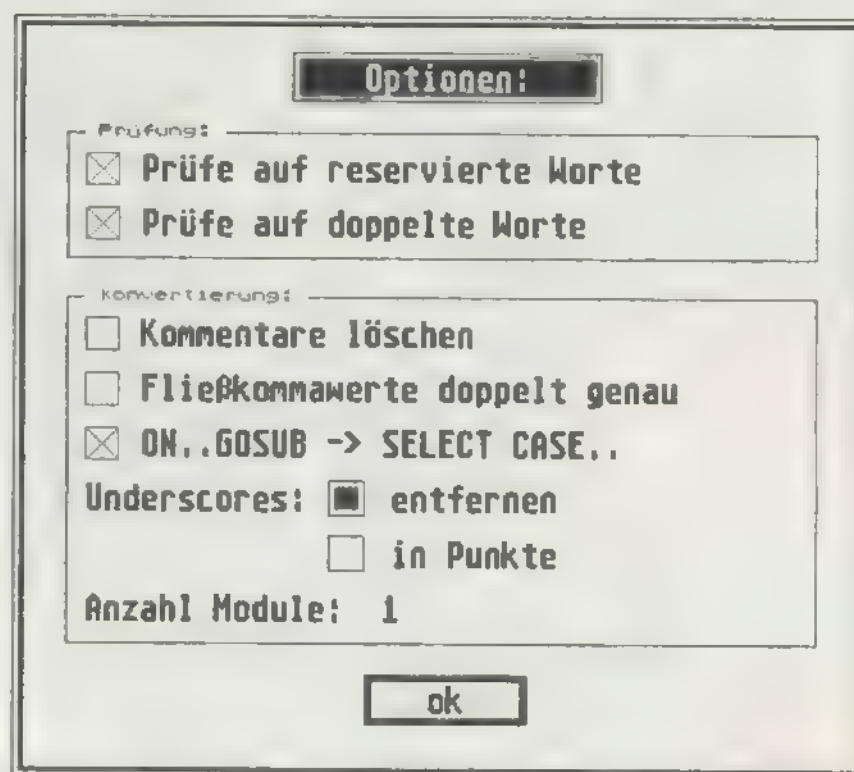 Optionen:
Prüfung:
Prüfe auf reservierte Worte
Prüfe auf doppelte Worte
Konvertierung:
Kommentare löschen
Fließkommawerte doppelt genau
ON..GOSUB -> SELECT CASE..
Underscores: entfernen
in Punkte
Anzahl Module: 1
ok